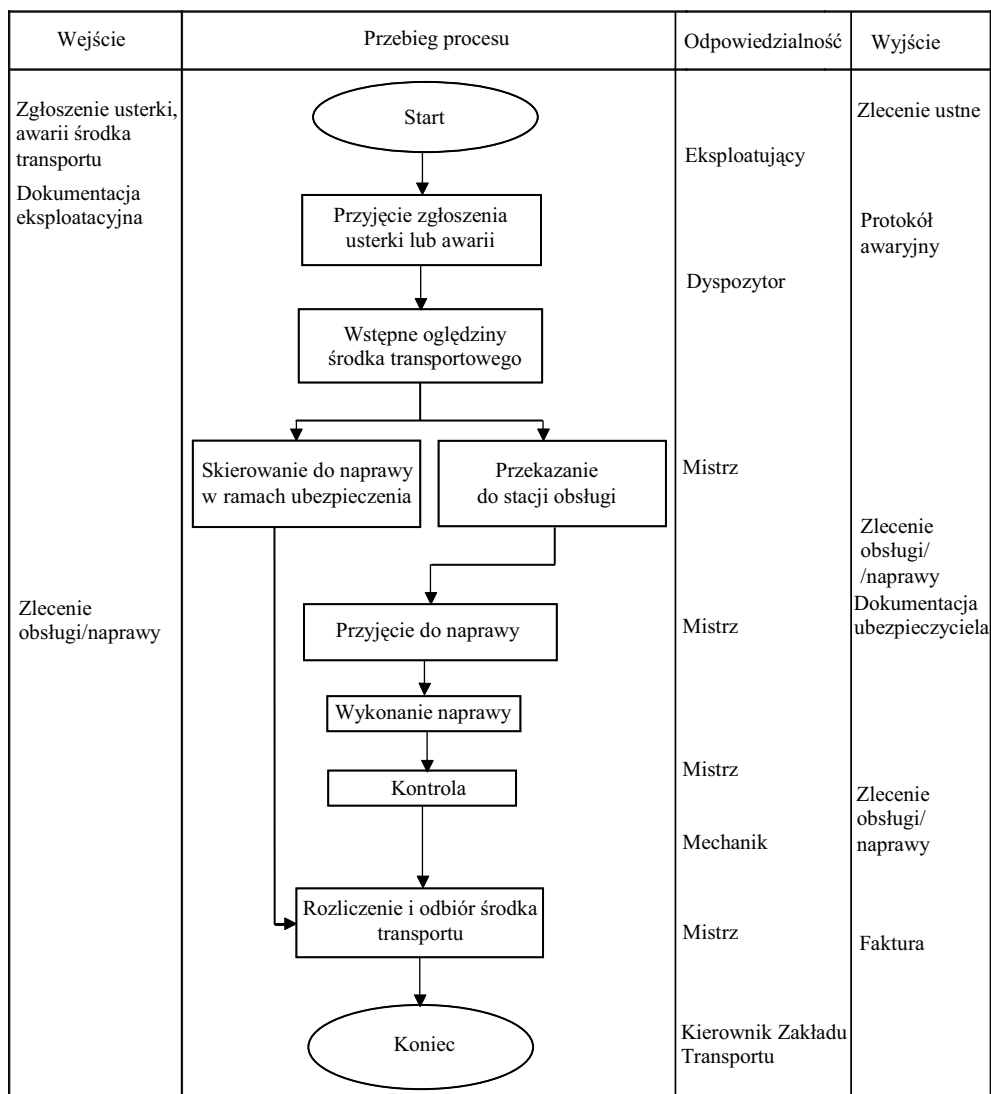 Wejście
Przebieg procesu
Odpowiedzialność
Wyjście
Zgłoszenie usterki,
awarii środka
transportu
Dokumentacja
eksploatacyjna
Zlecenie
obsługi/naprawy
Start
Przyjęcie zgłoszenia
usterki lub awarii
Wstępne oględziny
środka transportowego
Skierowanie do naprawy
w ramach ubezpieczenia
Przekazanie
do stacji obsługi
Przyjęcie do naprawy
Wykonanie naprawy
Kontrola
Rozliczenie i odbiór środka
transportu
Koniec
Eksploatujący
Dyspozytor
Mistrz
Mistrz
Mistrz
Mechanik
Mistrz
Kierownik Zakładu
Transportu
Zlecenie ustne
Protokół
awaryjny
Zlecenie
obsługi/
/naprawy
Dokumentacja
ubezpieczyciela
Zlecenie
obsługi/
naprawy
Faktura